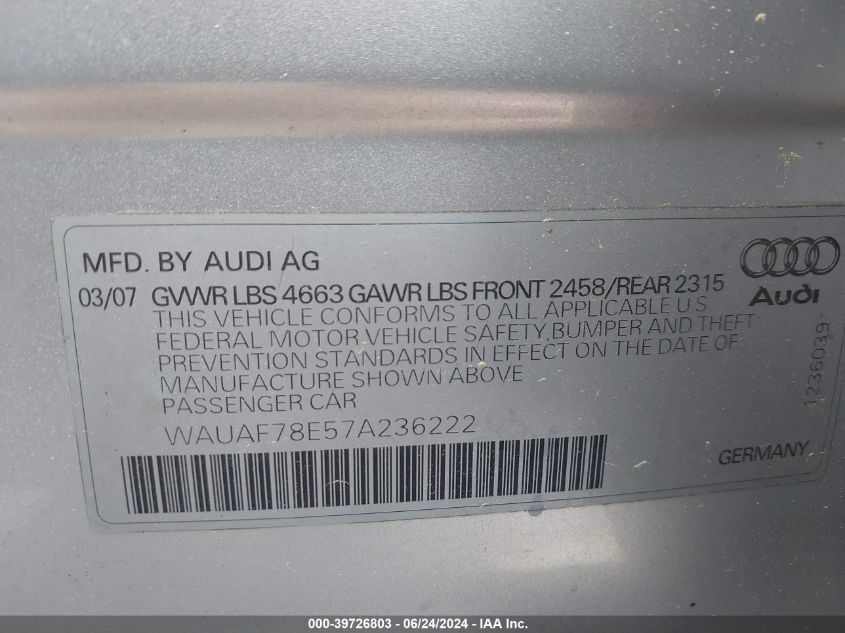 MFD. BY AUDI AG
03/07 GVWR LBS 4663 GAWR LBS FRONT 2458/REAR 2315
THIS VEHICLE CONFORMS TO ALL APPLICABLE U S
FEDERAL MOTOR VEHICLE SAFETY, BUMPER AND THEFT
PREVENTION STANDARDS IN EFFECT ON THE DATE OF
MANUFACTURE SHOWN ABOVE
PASSENGER CAR
WAUAF78E57A236222
Audi
1236039
GERMANY
000-39726803 / 06/24/2024 - IAA Inc.